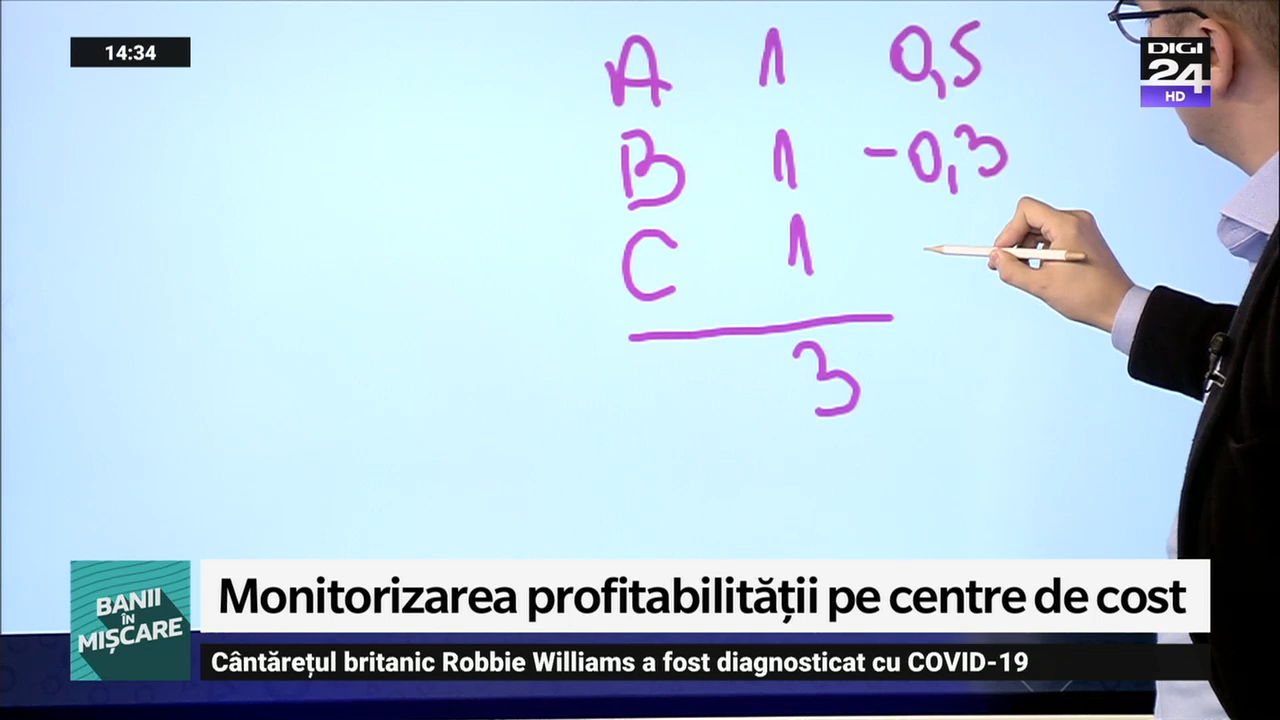 14:34
A 1 0,5
DIGI
24
HD
B 1 -0,3
C 1
3
BANII
ÎN
MIȘCARE
Monitorizarea profitabilității pe centre de cost
Cântărețul britanic Robbie Williams a fost diagnosticat cu COVID-19